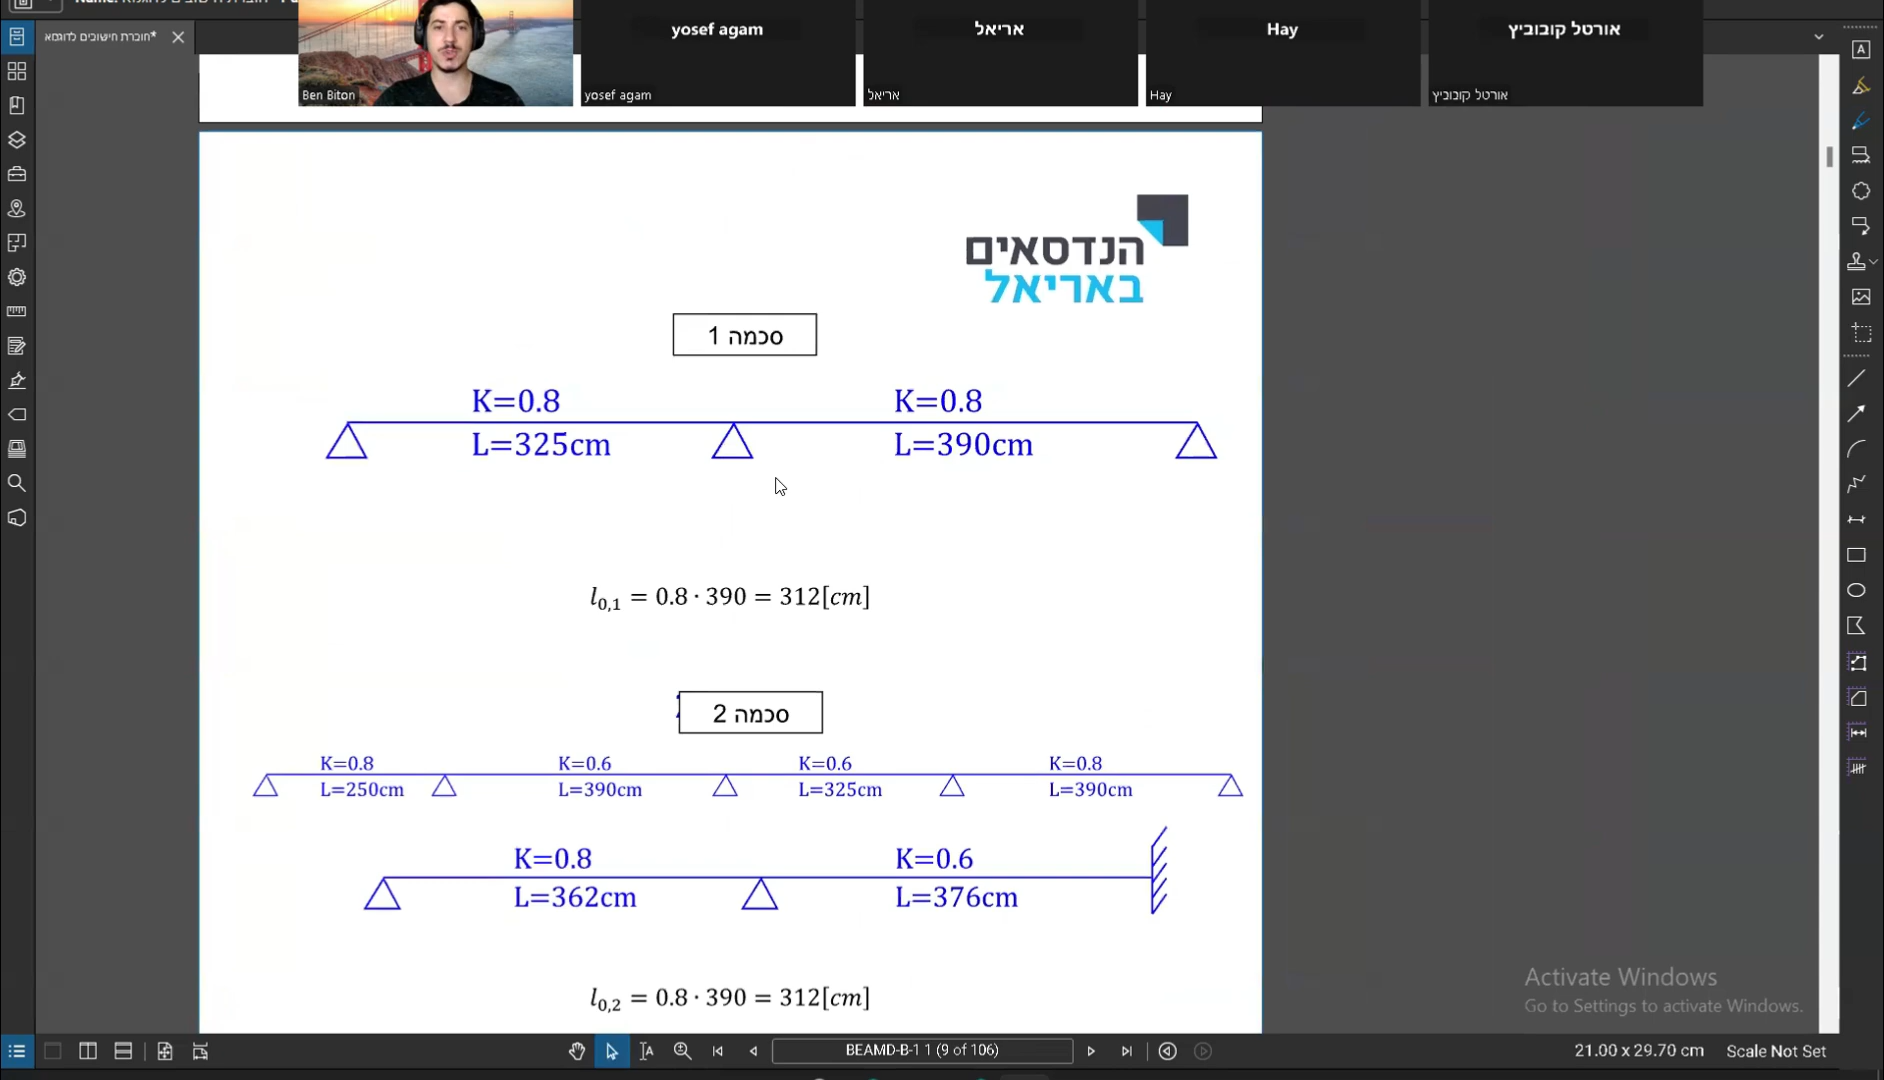 yosef agam
אריאל
Hay
אורטל קובוביץ
Ben Biton
yosef agam
אריאל
Hay
אורטל קובוביץ
*חוברת חישובים לדוגמא
הנדסאים
באריאל
סכמה 1
K=0.8 K=0.8
L=325cm L=390cm
l0,1 = 0.8 · 390 = 312[cm]
סכמה 2
K=0.8 K=0.6 K=0.6 K=0.8
L=250cm L=390cm L=325cm L=390cm
K=0.8 K=0.6
L=362cm L=376cm
l0,2 = 0.8 · 390 = 312[cm]
Activate Windows
Go to Settings to activate Windows.
BEAMD-B-1 1 (9 of 106)
21.00 x 29.70 cm Scale Not Set